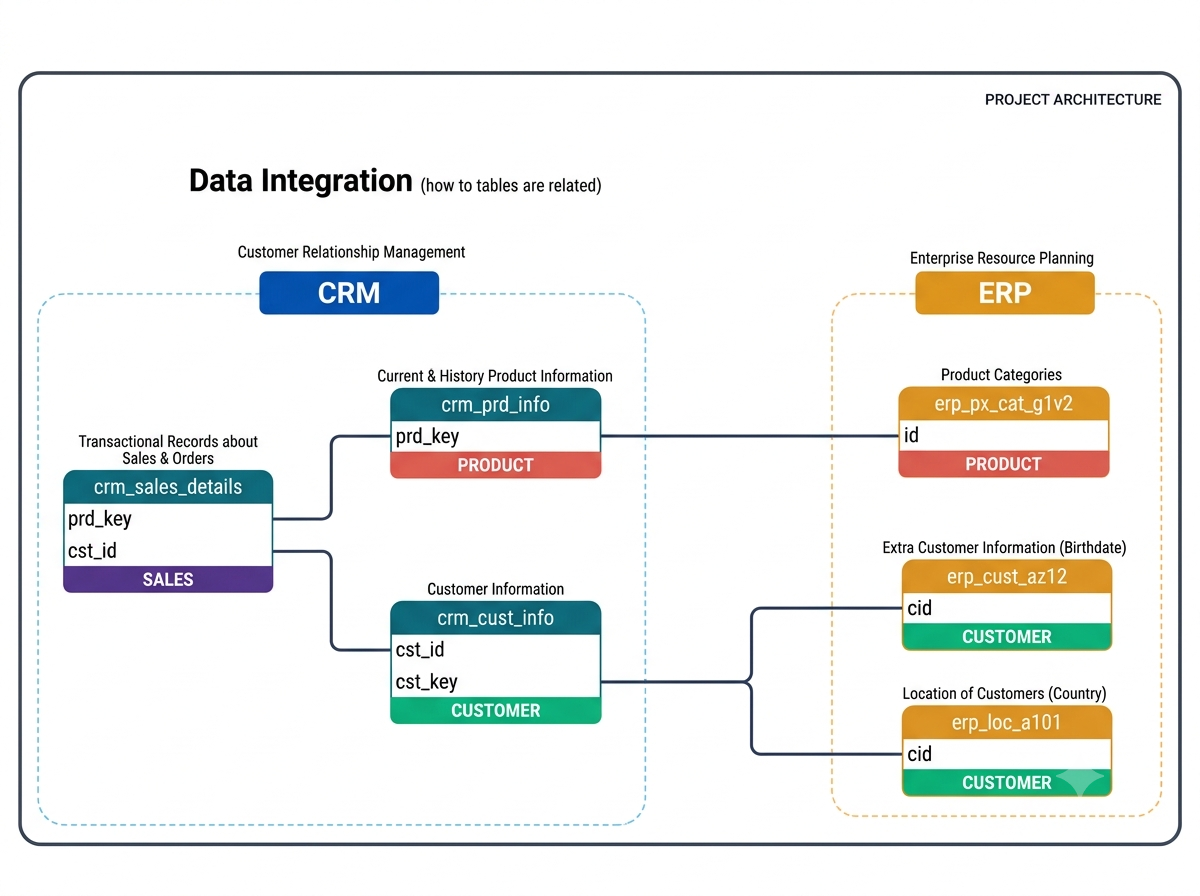 PROJECT ARCHITECTURE
Data Integration (how to tables are related)
Customer Relationship Management
CRM
Enterprise Resource Planning
ERP
Transactional Records about
Sales & Orders
crm_sales_details
prd_key
cst_id
SALES
Current & History Product Information
crm_prd_info
prd_key
PRODUCT
Customer Information
crm_cust_info
cst_id
cst_key
CUSTOMER
Product Categories
erp_px_cat_g1v2
id
PRODUCT
Extra Customer Information (Birthdate)
erp_cust_az12
cid
CUSTOMER
Location of Customers (Country)
erp_loc_a101
cid
CUSTOMER